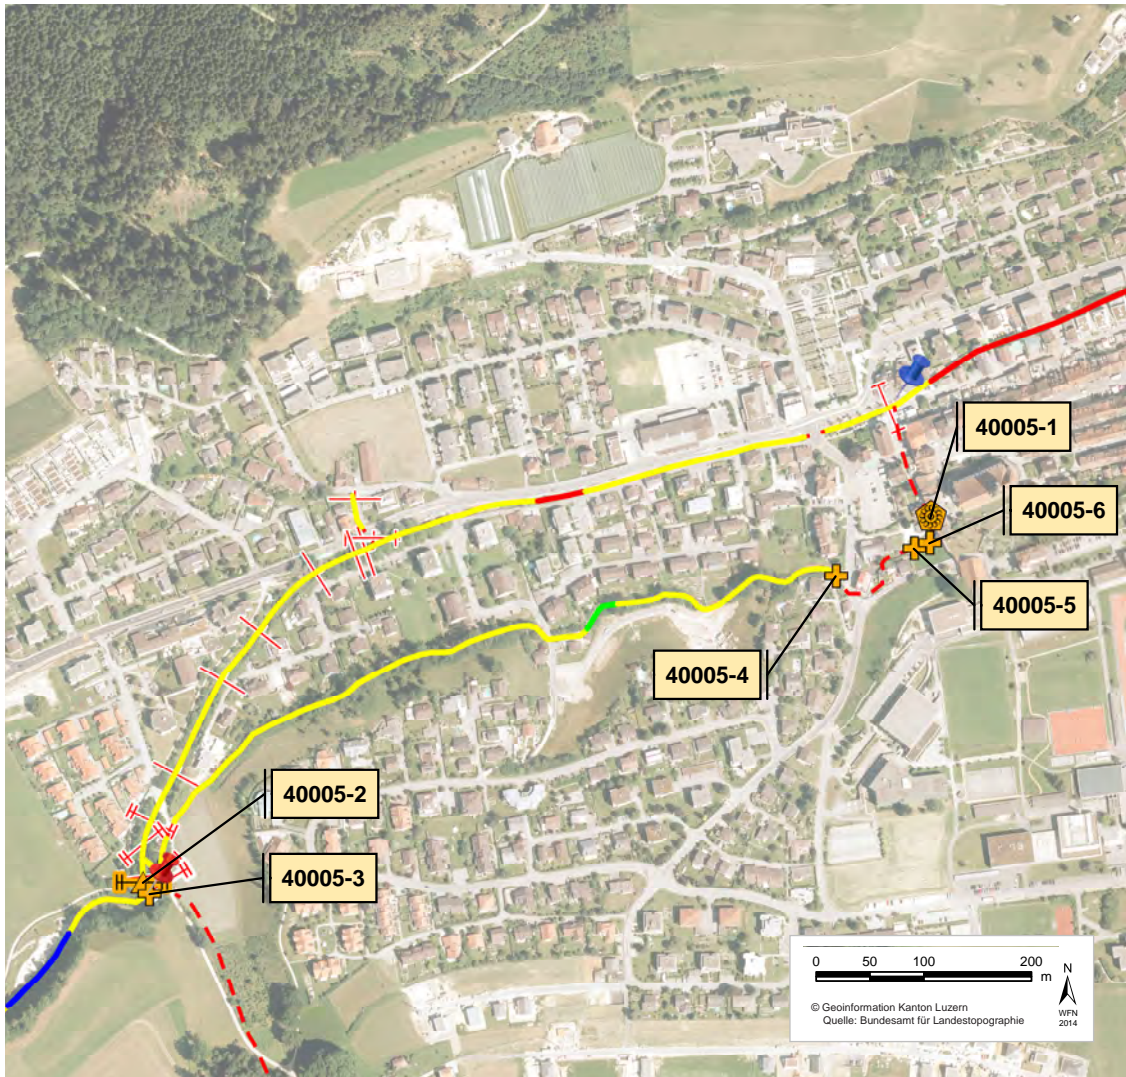 40005-1
40005-6
40005-5
40005-4
40005-2
40005-3
0 50 100 200
m
N
© Geoinformation Kanton Luzern
Quelle: Bundesamt für Landestopographie
WFN
2014